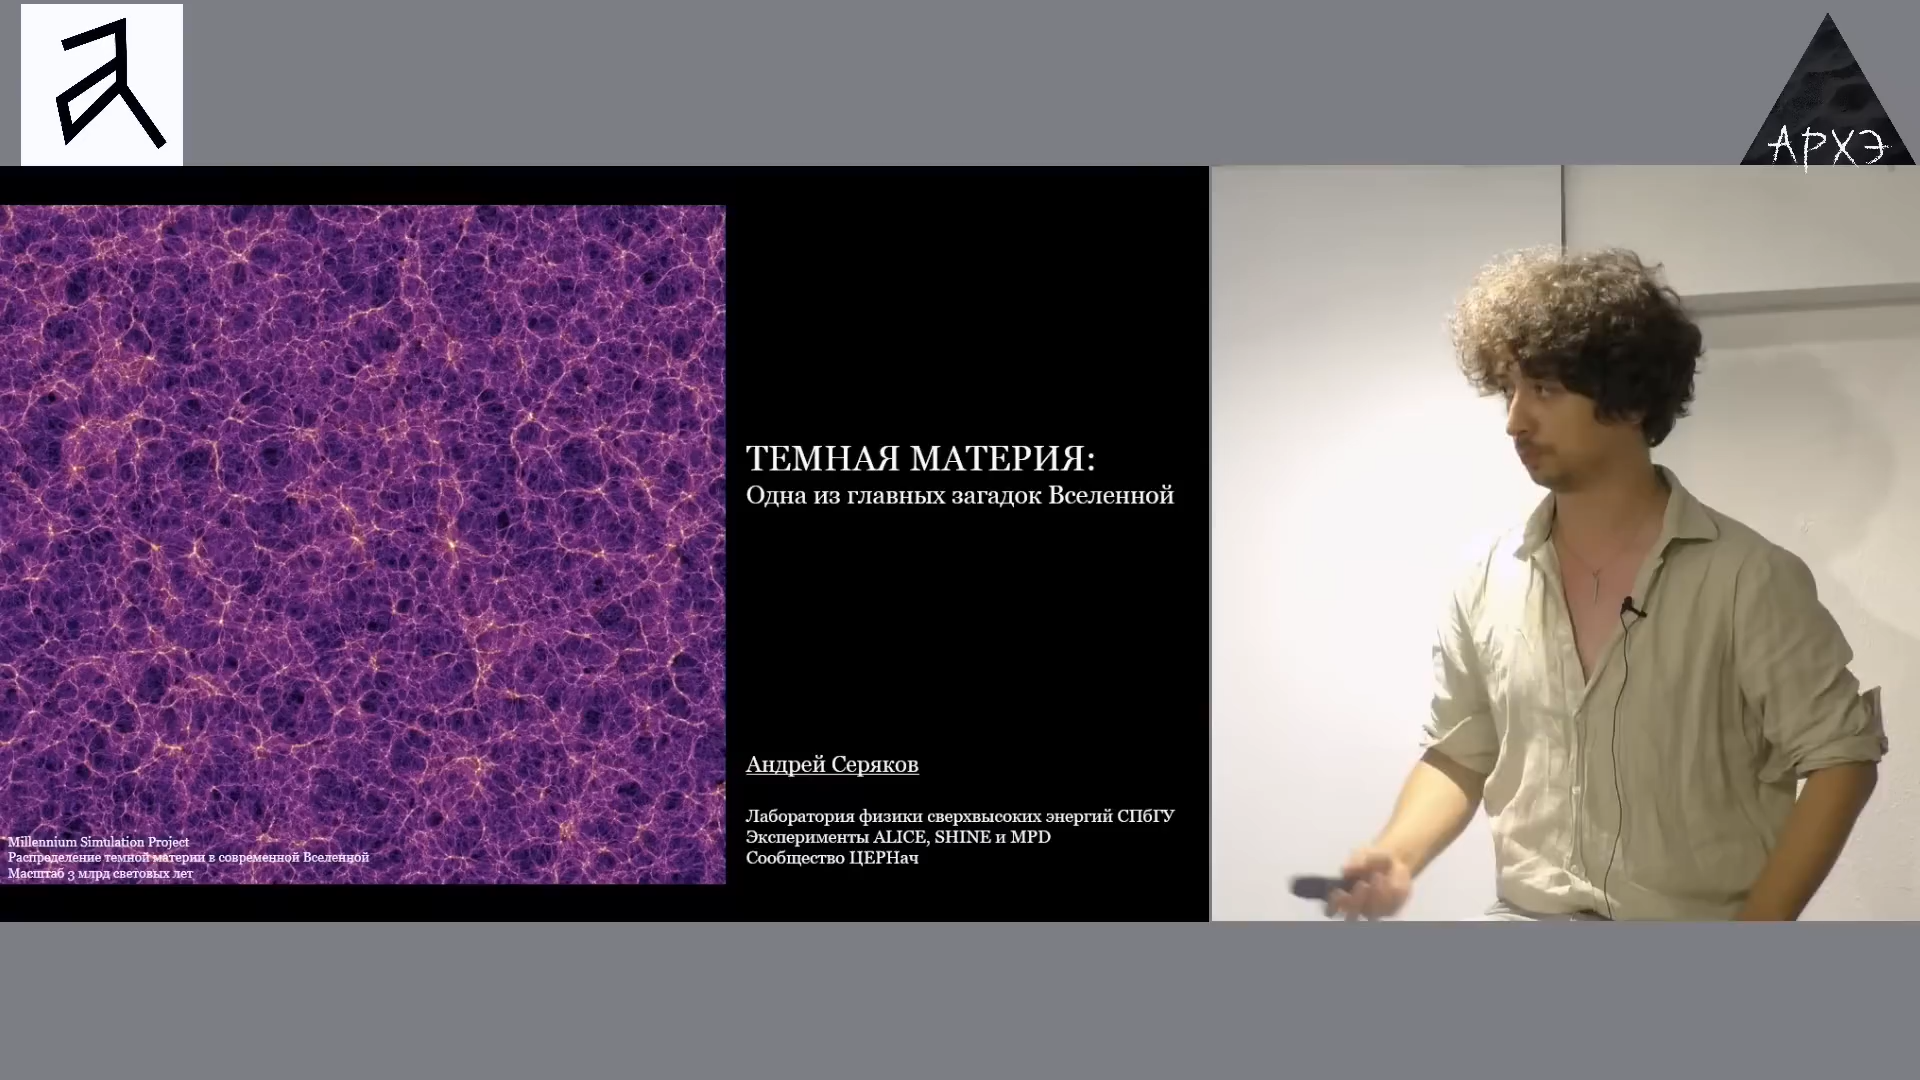 АРХЭ
ТЕМНАЯ МАТЕРИЯ:
Одна из главных загадок Вселенной
Андрей Серяков
Лаборатория физики сверхвысоких энергий СПбГУ
Эксперименты ALICE, SHINE и MPD
Сообщество ЦЕРНач
Millennium Simulation Project
Распределение темной материи в современной Вселенной
Масштаб 3 млрд световых лет